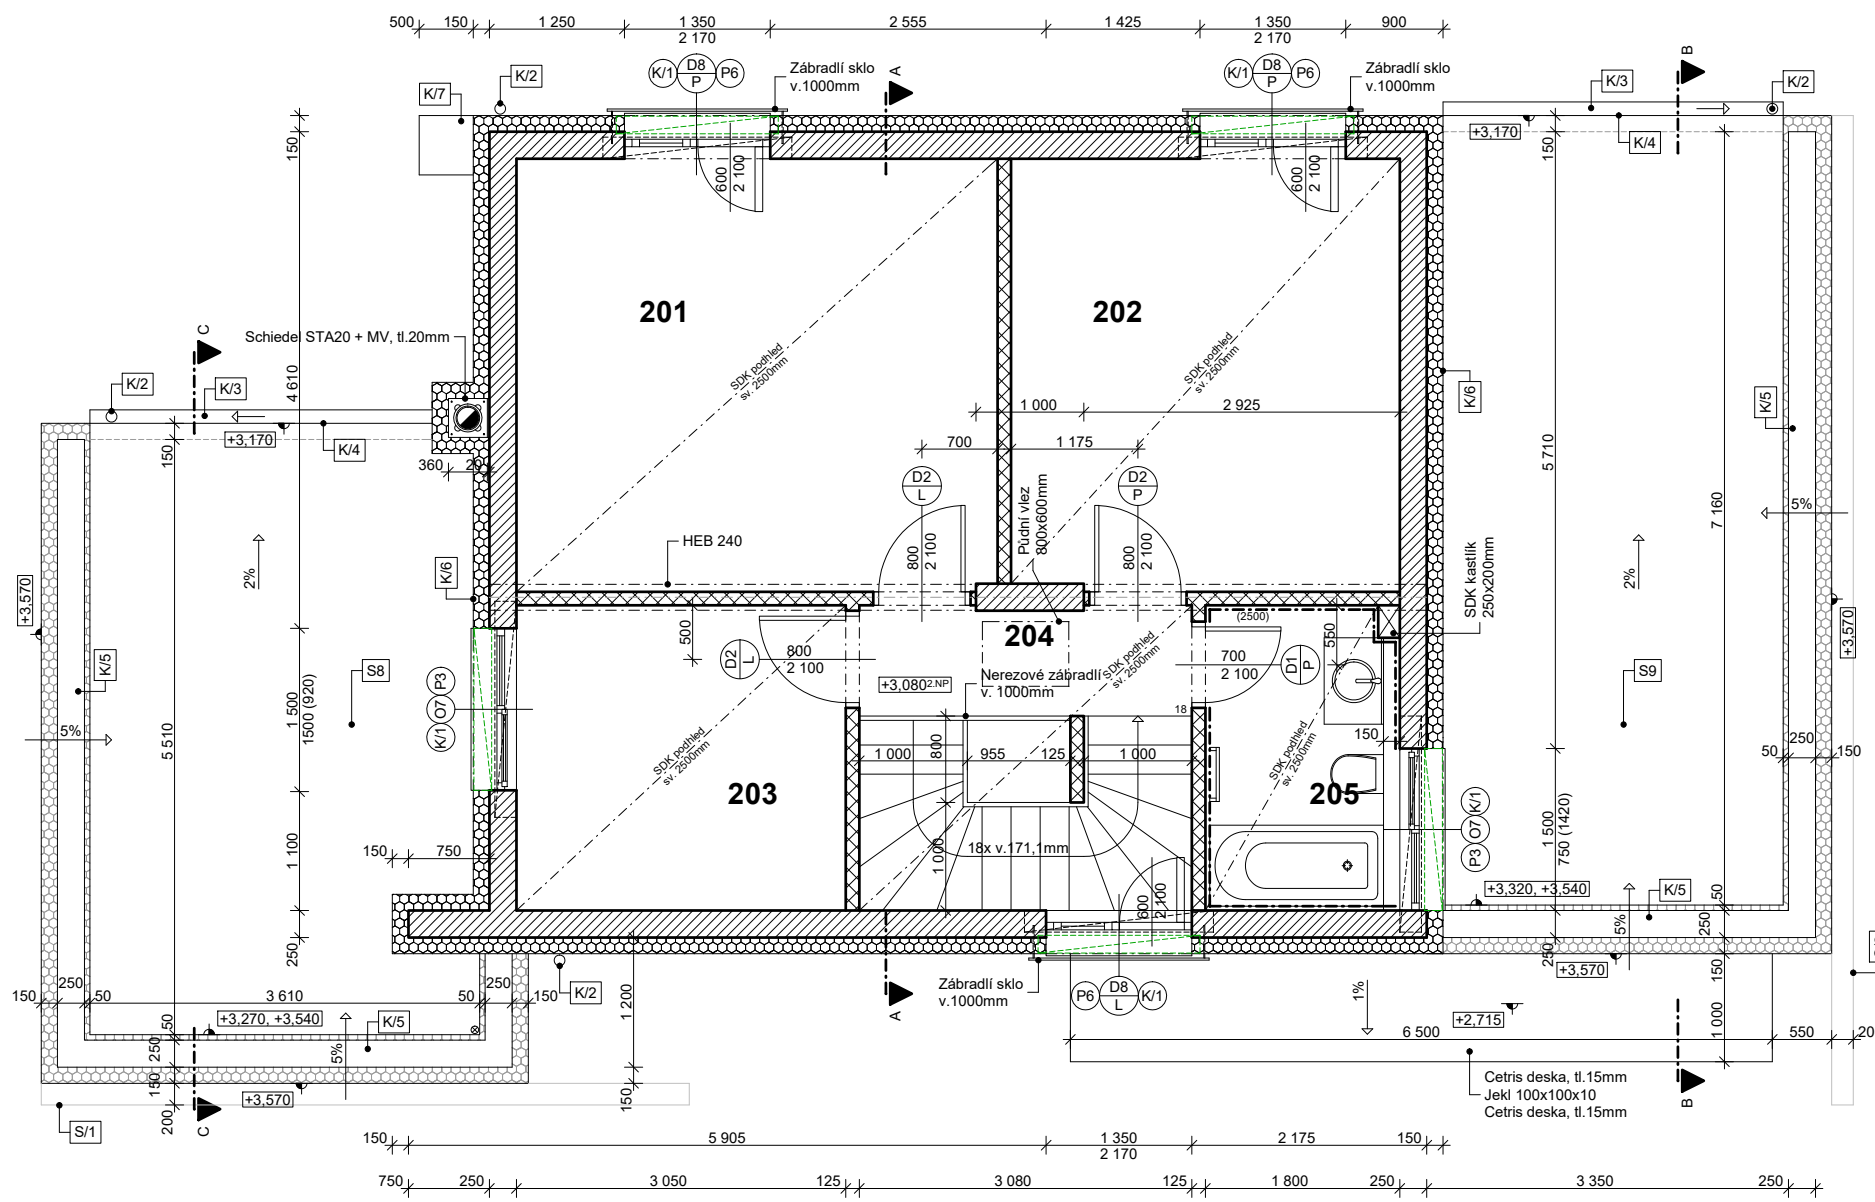 500
150
1 250
1 350
2 170
2 555
1 425
1 350
2 170
900
K/2
K/7
K/1
D8
P
P6
Zábradlí sklo
v.1000mm
A
K/1
D8
P
P6
Zábradlí sklo
v.1000mm
B
K/3
K/2
+3,170
K/4
150
600
2 100
600
2 100
150
201
202
Schiedel STA20 + MV, tl.20mm
C
K/2
K/3
4 610
+3,170
K/4
150
360
20
SDK podhled
sv. 2500mm
SDK podhled
sv. 2500mm
1 000
2 925
700
1 175
K/6
K/5
5 710
7 160
5%
D2
L
D2
P
Půdní vlez
800x600mm
HEB 240
800
2 100
800
2 100
SDK kastlík
250x200mm
2%
2%
K/6
+3,570
+3,570
K/5
S8
S9
5%
5 510
1 500
1500 (920)
P3
O7
K/1
500
D2
L
800
2 100
204
+3,080 2.NP
Nerezové zábradlí
v. 1000mm
SDK podhled
sv. 2500mm
(2500)
550
700
2 100
D1
P
18
SDK podhled
sv. 2500mm
SDK podhled
sv. 2500mm
150
1 000
800
955
125
1 000
203
205
18x v.171,1mm
1 000
600
2 100
K/1
O7
P3
1 500
750 (1420)
50
250
150
1 100
150
750
250
+3,320, +3,540
K/5
50
250
5%
250
150
+3,570
150
250
50
3 610
50
250
150
K/2
1 200
Zábradlí sklo
v.1000mm
A
P6
D8
L
K/1
1%
+2,715
1 000
6 500
550
20
+3,270, +3,540
K/5
5%
50
250
150
200
+3,570
C
S/1
150
Cetris deska, tl.15mm
Jekl 100x100x10
Cetris deska, tl.15mm
B
150
5 905
1 350
2 170
2 175
150
750
250
3 050
125
3 080
125
1 800
250
3 350
250